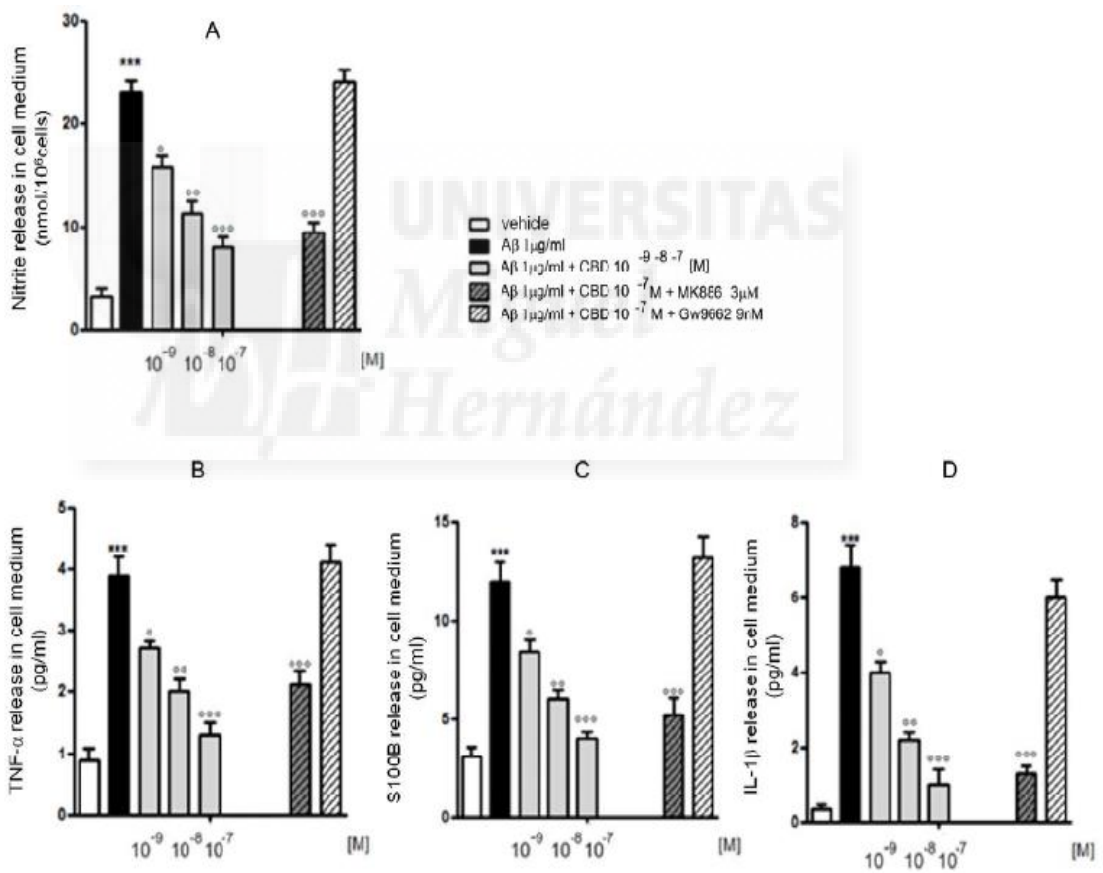 A
30
20
10
0
Nitrite release in cell medium
(nmol/10⁶cells)
***
°
°°
°°°
°°°
10⁻⁹ 10⁻⁸ 10⁻⁷ [M]
UNIVERSITAS
Miguel
Hernández
vehicle
Aβ 1µg/ml
Aβ 1µg/ml + CBD 10 ⁻⁹ ⁻⁸ ⁻⁷ [M]
Aβ 1µg/ml + CBD 10 ⁻⁷ M + MK886 3µM
Aβ 1µg/ml + CBD 10 ⁻⁷ M + Gw9662 9nM
B
5
4
3
2
1
0
TNF-α release in cell medium
(pg/ml)
***
°
°°
°°°
°°°
10⁻⁹ 10⁻⁸ 10⁻⁷ [M]
C
15
10
5
0
S100B release in cell medium
(pg/ml)
***
°
°°
°°°
°°°
10⁻⁹ 10⁻⁸ 10⁻⁷ [M]
D
8
6
4
2
0
IL-1β release in cell medium
(pg/ml)
***
°
°°
°°°
°°°
10⁻⁹ 10⁻⁸ 10⁻⁷ [M]